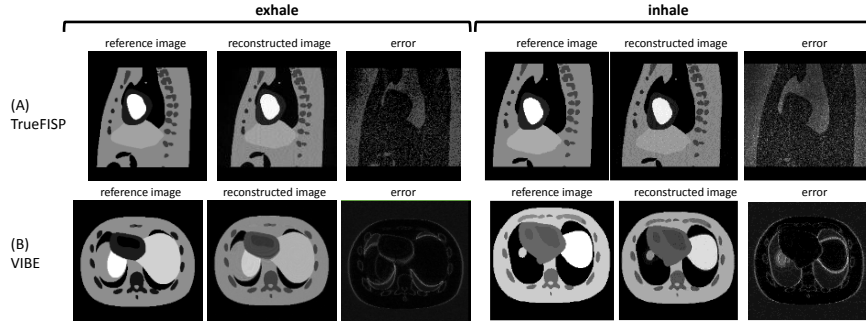 exhale inhale
reference image reconstructed image error reference image reconstructed image error
(A)
TrueFISP
reference image reconstructed image error reference image reconstructed image error
(B)
VIBE